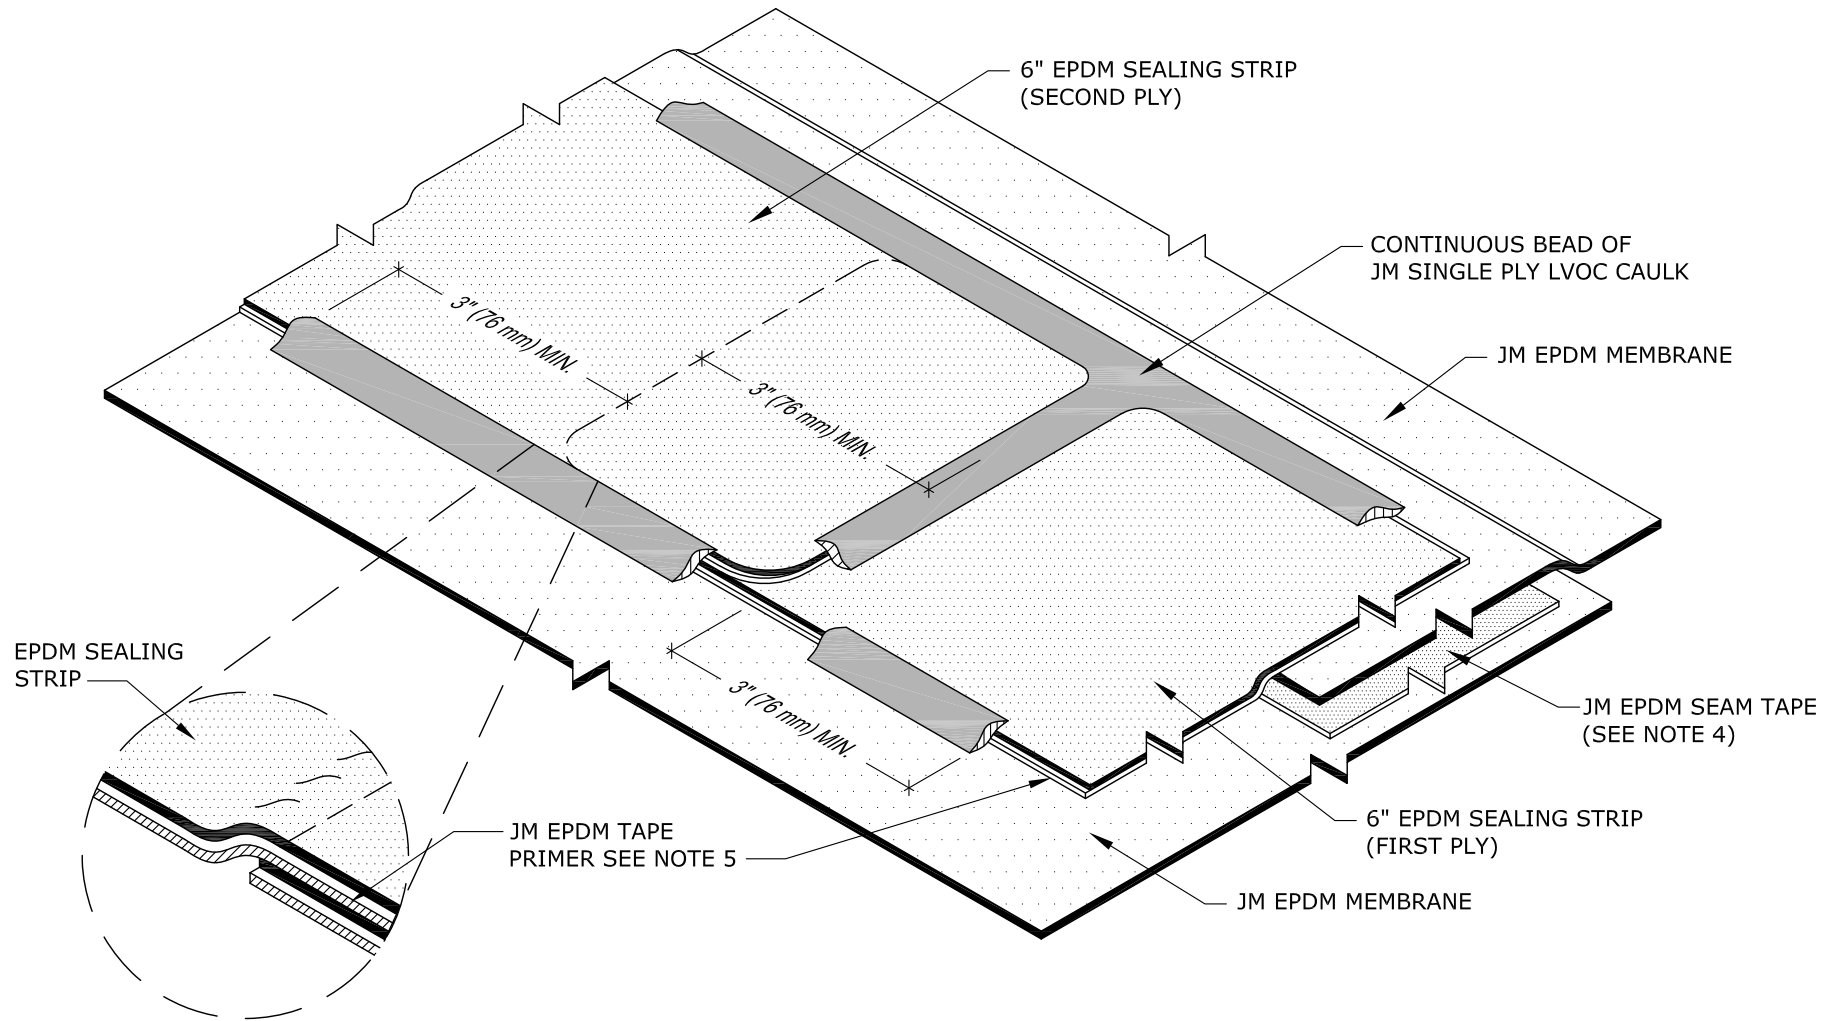 6" EPDM SEALING STRIP
(SECOND PLY)
CONTINUOUS BEAD OF
JM SINGLE PLY LVOC CAULK
3" (76 mm) MIN.
JM EPDM MEMBRANE
3" (76 mm) MIN.
EPDM SEALING
STRIP
3" (76 mm) MIN.
JM EPDM SEAM TAPE
(SEE NOTE 4)
JM EPDM TAPE
PRIMER SEE NOTE 5
6" EPDM SEALING STRIP
(FIRST PLY)
JM EPDM MEMBRANE